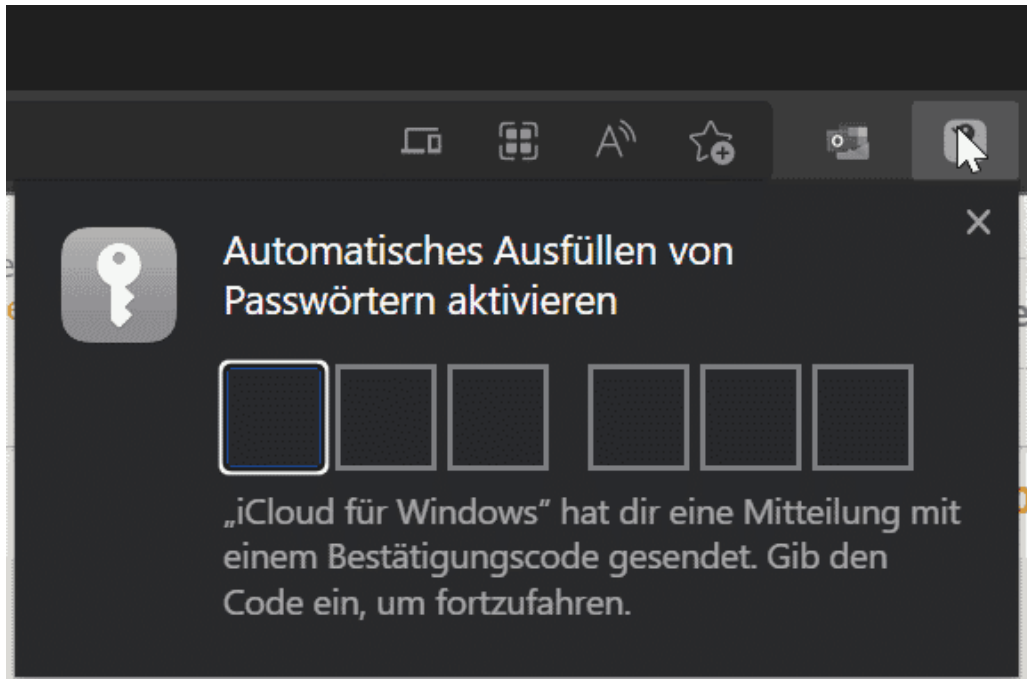 Automatisches Ausfüllen von
Passwörtern aktivieren
„iCloud für Windows“ hat dir eine Mitteilung mit
einem Bestätigungscode gesendet. Gib den
Code ein, um fortzufahren.